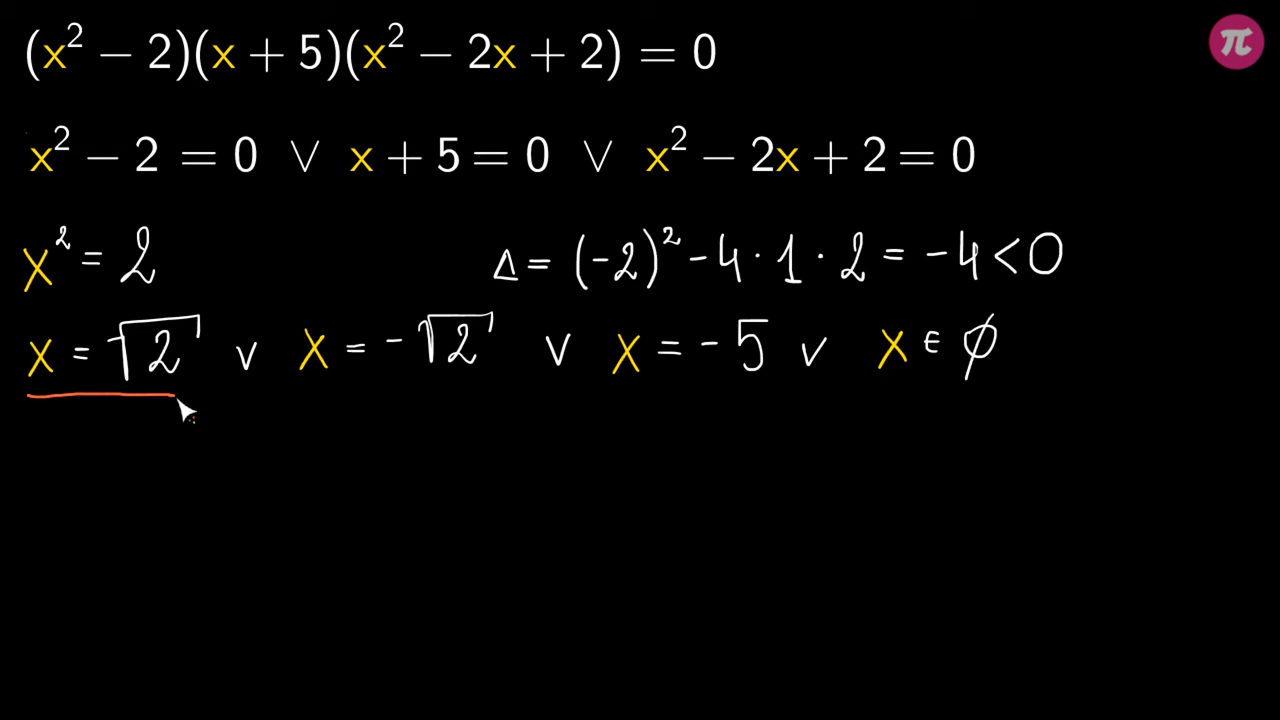 (x² − 2)(x + 5)(x² − 2x + 2) = 0
x² − 2 = 0 ∨ x + 5 = 0 ∨ x² − 2x + 2 = 0
x² = 2 Δ = (-2)² - 4 · 1 · 2 = -4 < 0
x = √2 ∨ x = -√2 ∨ x = -5 ∨ x ∈ ∅
π